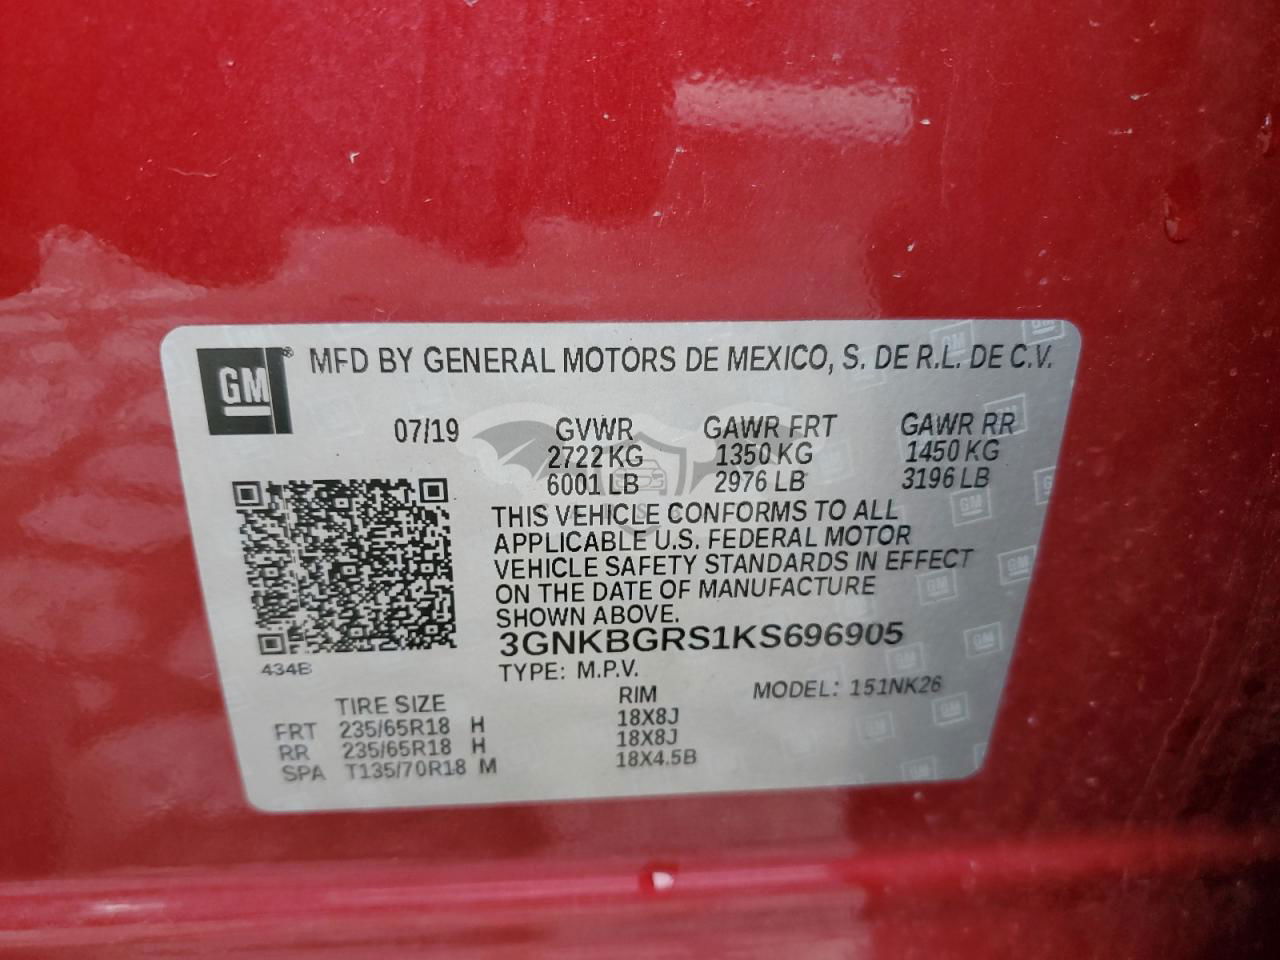 GM® MFD BY GENERAL MOTORS DE MEXICO, S. DE R.L. DE C.V.
07/19 GVWR GAWR FRT GAWR RR
2722 KG 1350 KG 1450 KG
6001 LB 2976 LB 3196 LB
THIS VEHICLE CONFORMS TO ALL
APPLICABLE U.S. FEDERAL MOTOR
VEHICLE SAFETY STANDARDS IN EFFECT
ON THE DATE OF MANUFACTURE
SHOWN ABOVE.
3GNKBGRS1KS696905
434B TYPE: M.P.V.
MODEL: 151NK26
TIRE SIZE RIM
FRT 235/65R18 H 18X8J
RR 235/65R18 H 18X8J
SPA T135/70R18 M 18X4.5B